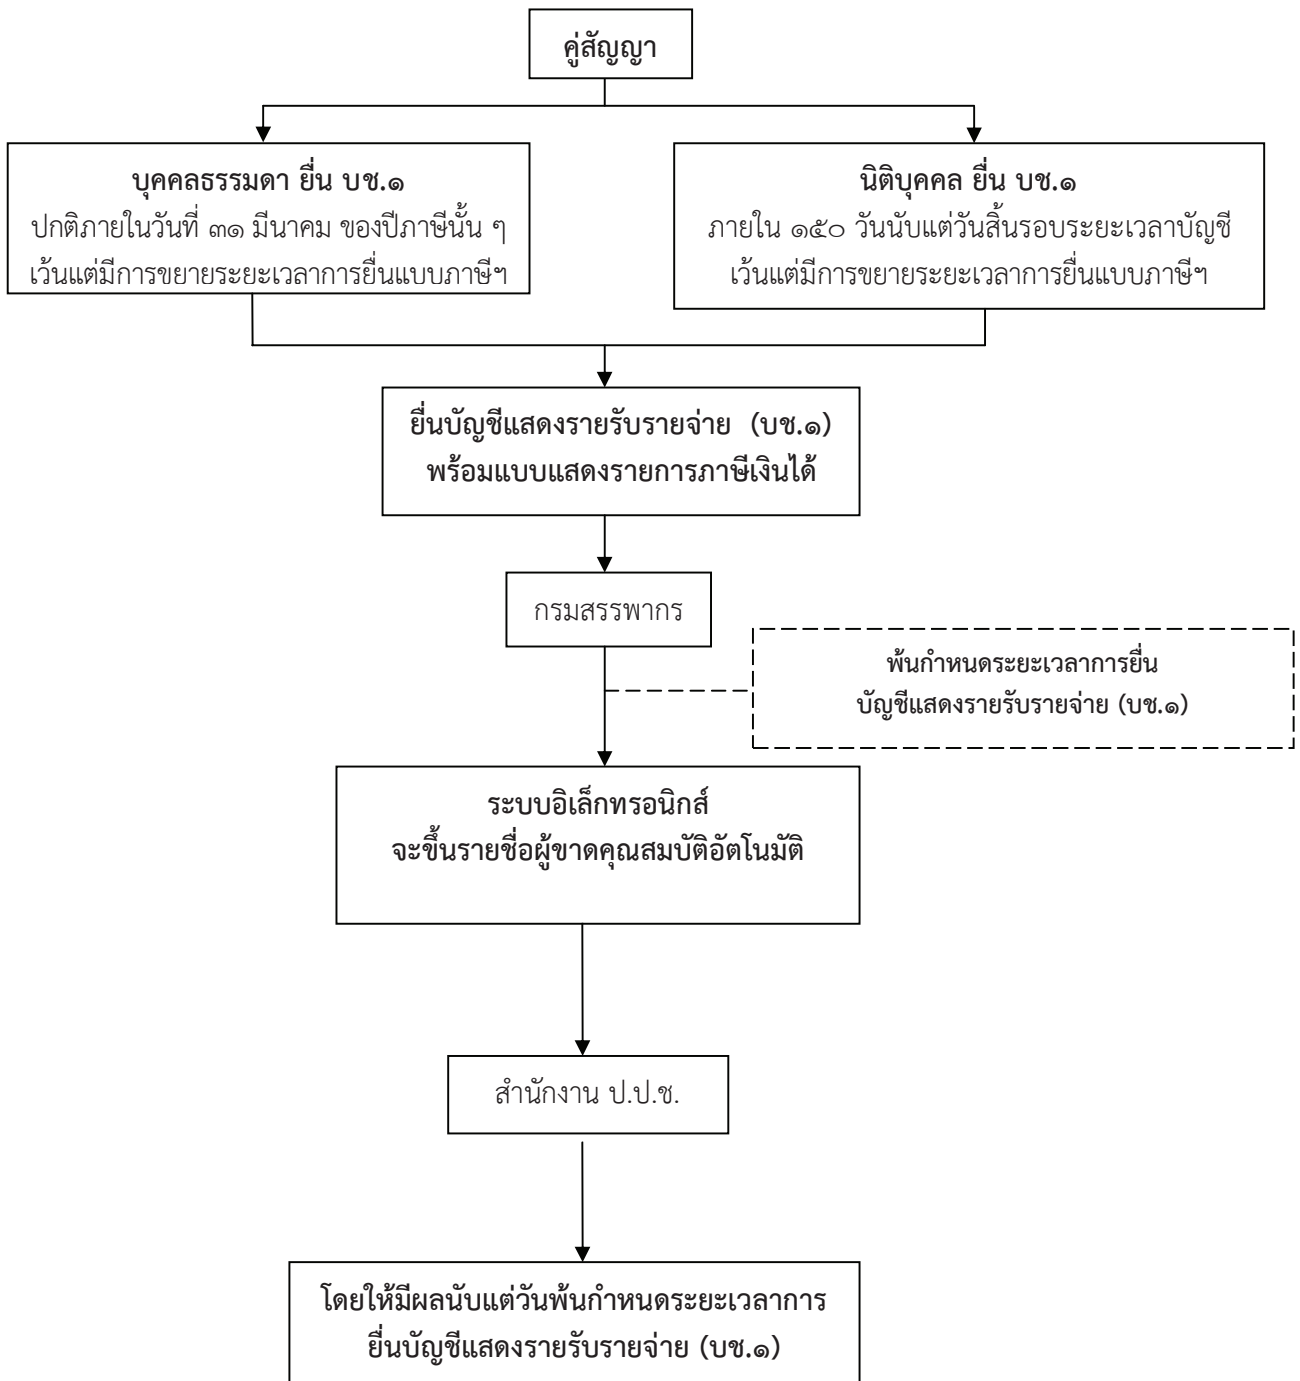 คู่สัญญา
บุคคลธรรมดา ยื่น บช.๑
ปกติภายในวันที่ ๓๑ มีนาคม ของปีภาษีนั้น ๆ
เว้นแต่มีการขยายระยะเวลาการยื่นแบบภาษีฯ
นิติบุคคล ยื่น บช.๑
ภายใน ๑๕๐ วันนับแต่วันสิ้นรอบระยะเวลาบัญชี
เว้นแต่มีการขยายระยะเวลาการยื่นแบบภาษีฯ
ยื่นบัญชีแสดงรายรับรายจ่าย (บช.๑)
พร้อมแบบแสดงรายการภาษีเงินได้
กรมสรรพากร
พ้นกำหนดระยะเวลาการยื่น
บัญชีแสดงรายรับรายจ่าย (บช.๑)
ระบบอิเล็กทรอนิกส์
จะขึ้นรายชื่อผู้ขาดคุณสมบัติอัตโนมัติ
สำนักงาน ป.ป.ช.
โดยให้มีผลนับแต่วันพ้นกำหนดระยะเวลาการ
ยื่นบัญชีแสดงรายรับรายจ่าย (บช.๑)